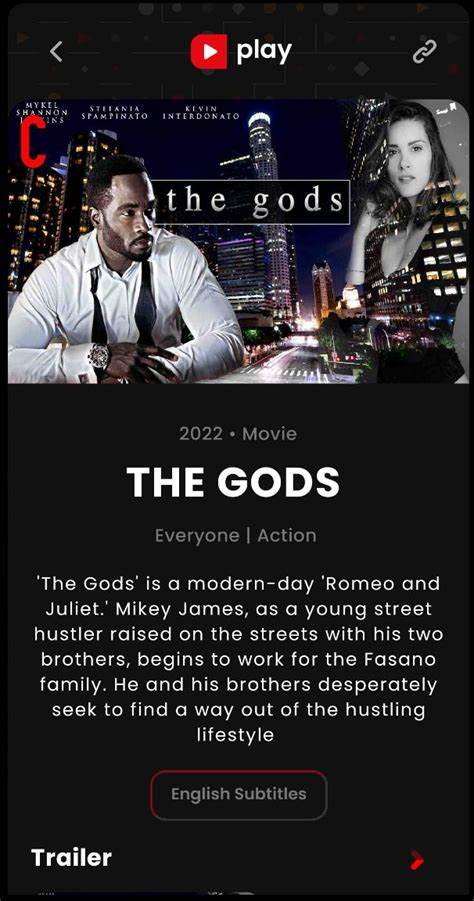 play
MYKEL
SHANNON
JENKINS
STEFANIA
SPAMPINATO
KEVIN
INTERDONATO
C
the gods
2022 • Movie
THE GODS
Everyone | Action
'The Gods' is a modern-day 'Romeo and
Juliet.' Mikey James, as a young street
hustler raised on the streets with his two
brothers, begins to work for the Fasano
family. He and his brothers desperately
seek to find a way out of the hustling
lifestyle
English Subtitles
Trailer